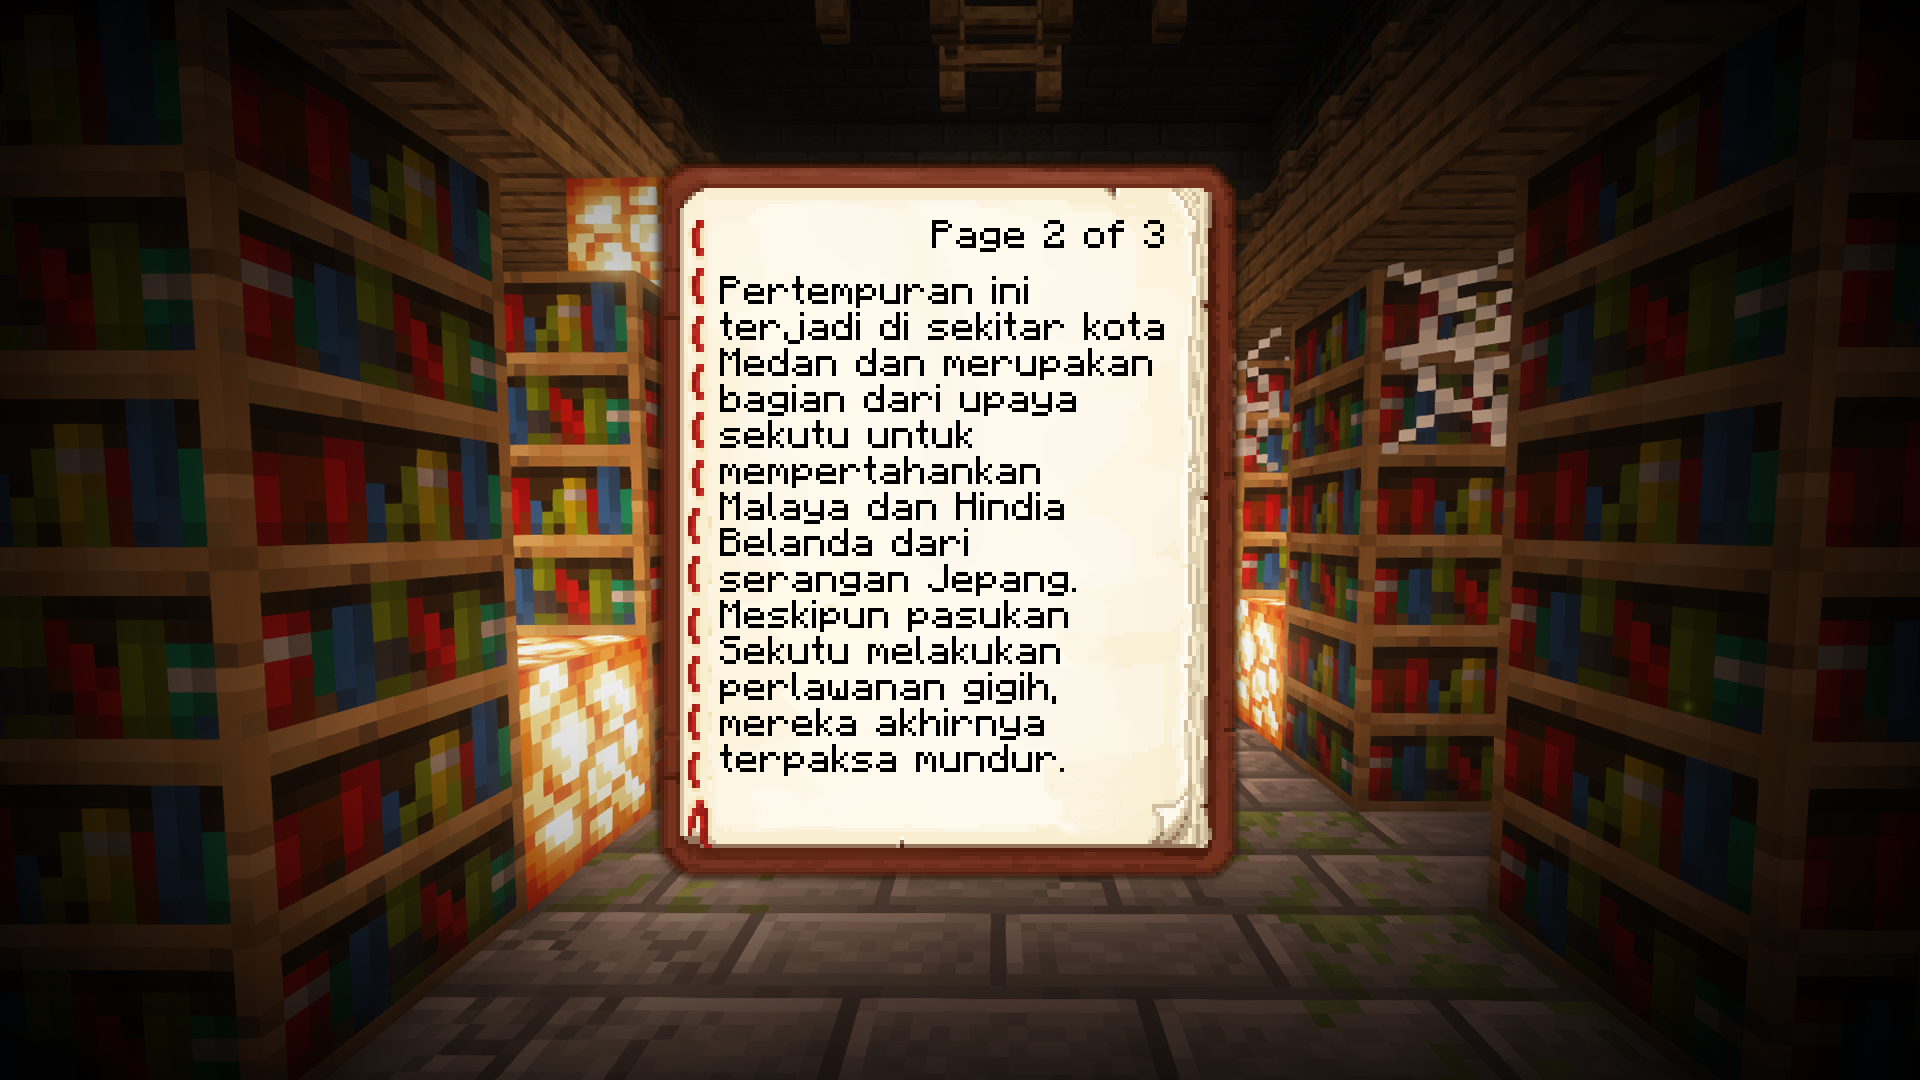 Page 2 of 3
Pertempuran ini
terjadi di sekitar kota
Medan dan merupakan
bagian dari upaya
sekutu untuk
mempertahankan
Malaya dan Hindia
Belanda dari
serangan Jepang.
Meskipun pasukan
Sekutu melakukan
perlawanan gigih,
mereka akhirnya
terpaksa mundur.